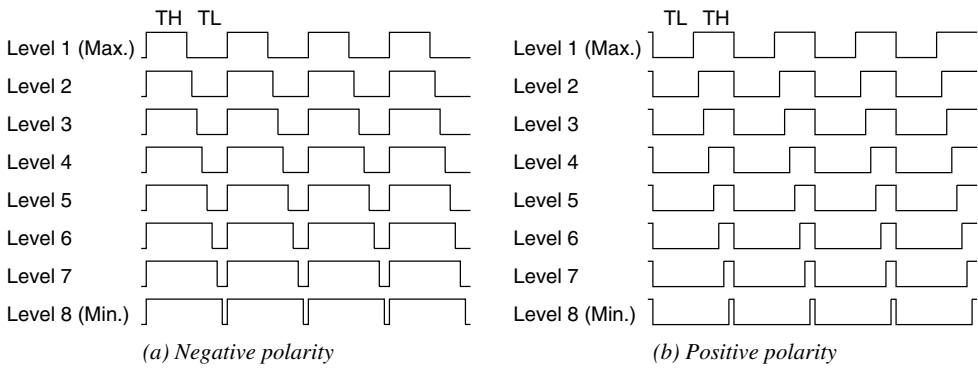 TH TL
Level 1 (Max.)
Level 2
Level 3
Level 4
Level 5
Level 6
Level 7
Level 8 (Min.)
(a) Negative polarity
TL TH
Level 1 (Max.)
Level 2
Level 3
Level 4
Level 5
Level 6
Level 7
Level 8 (Min.)
(b) Positive polarity